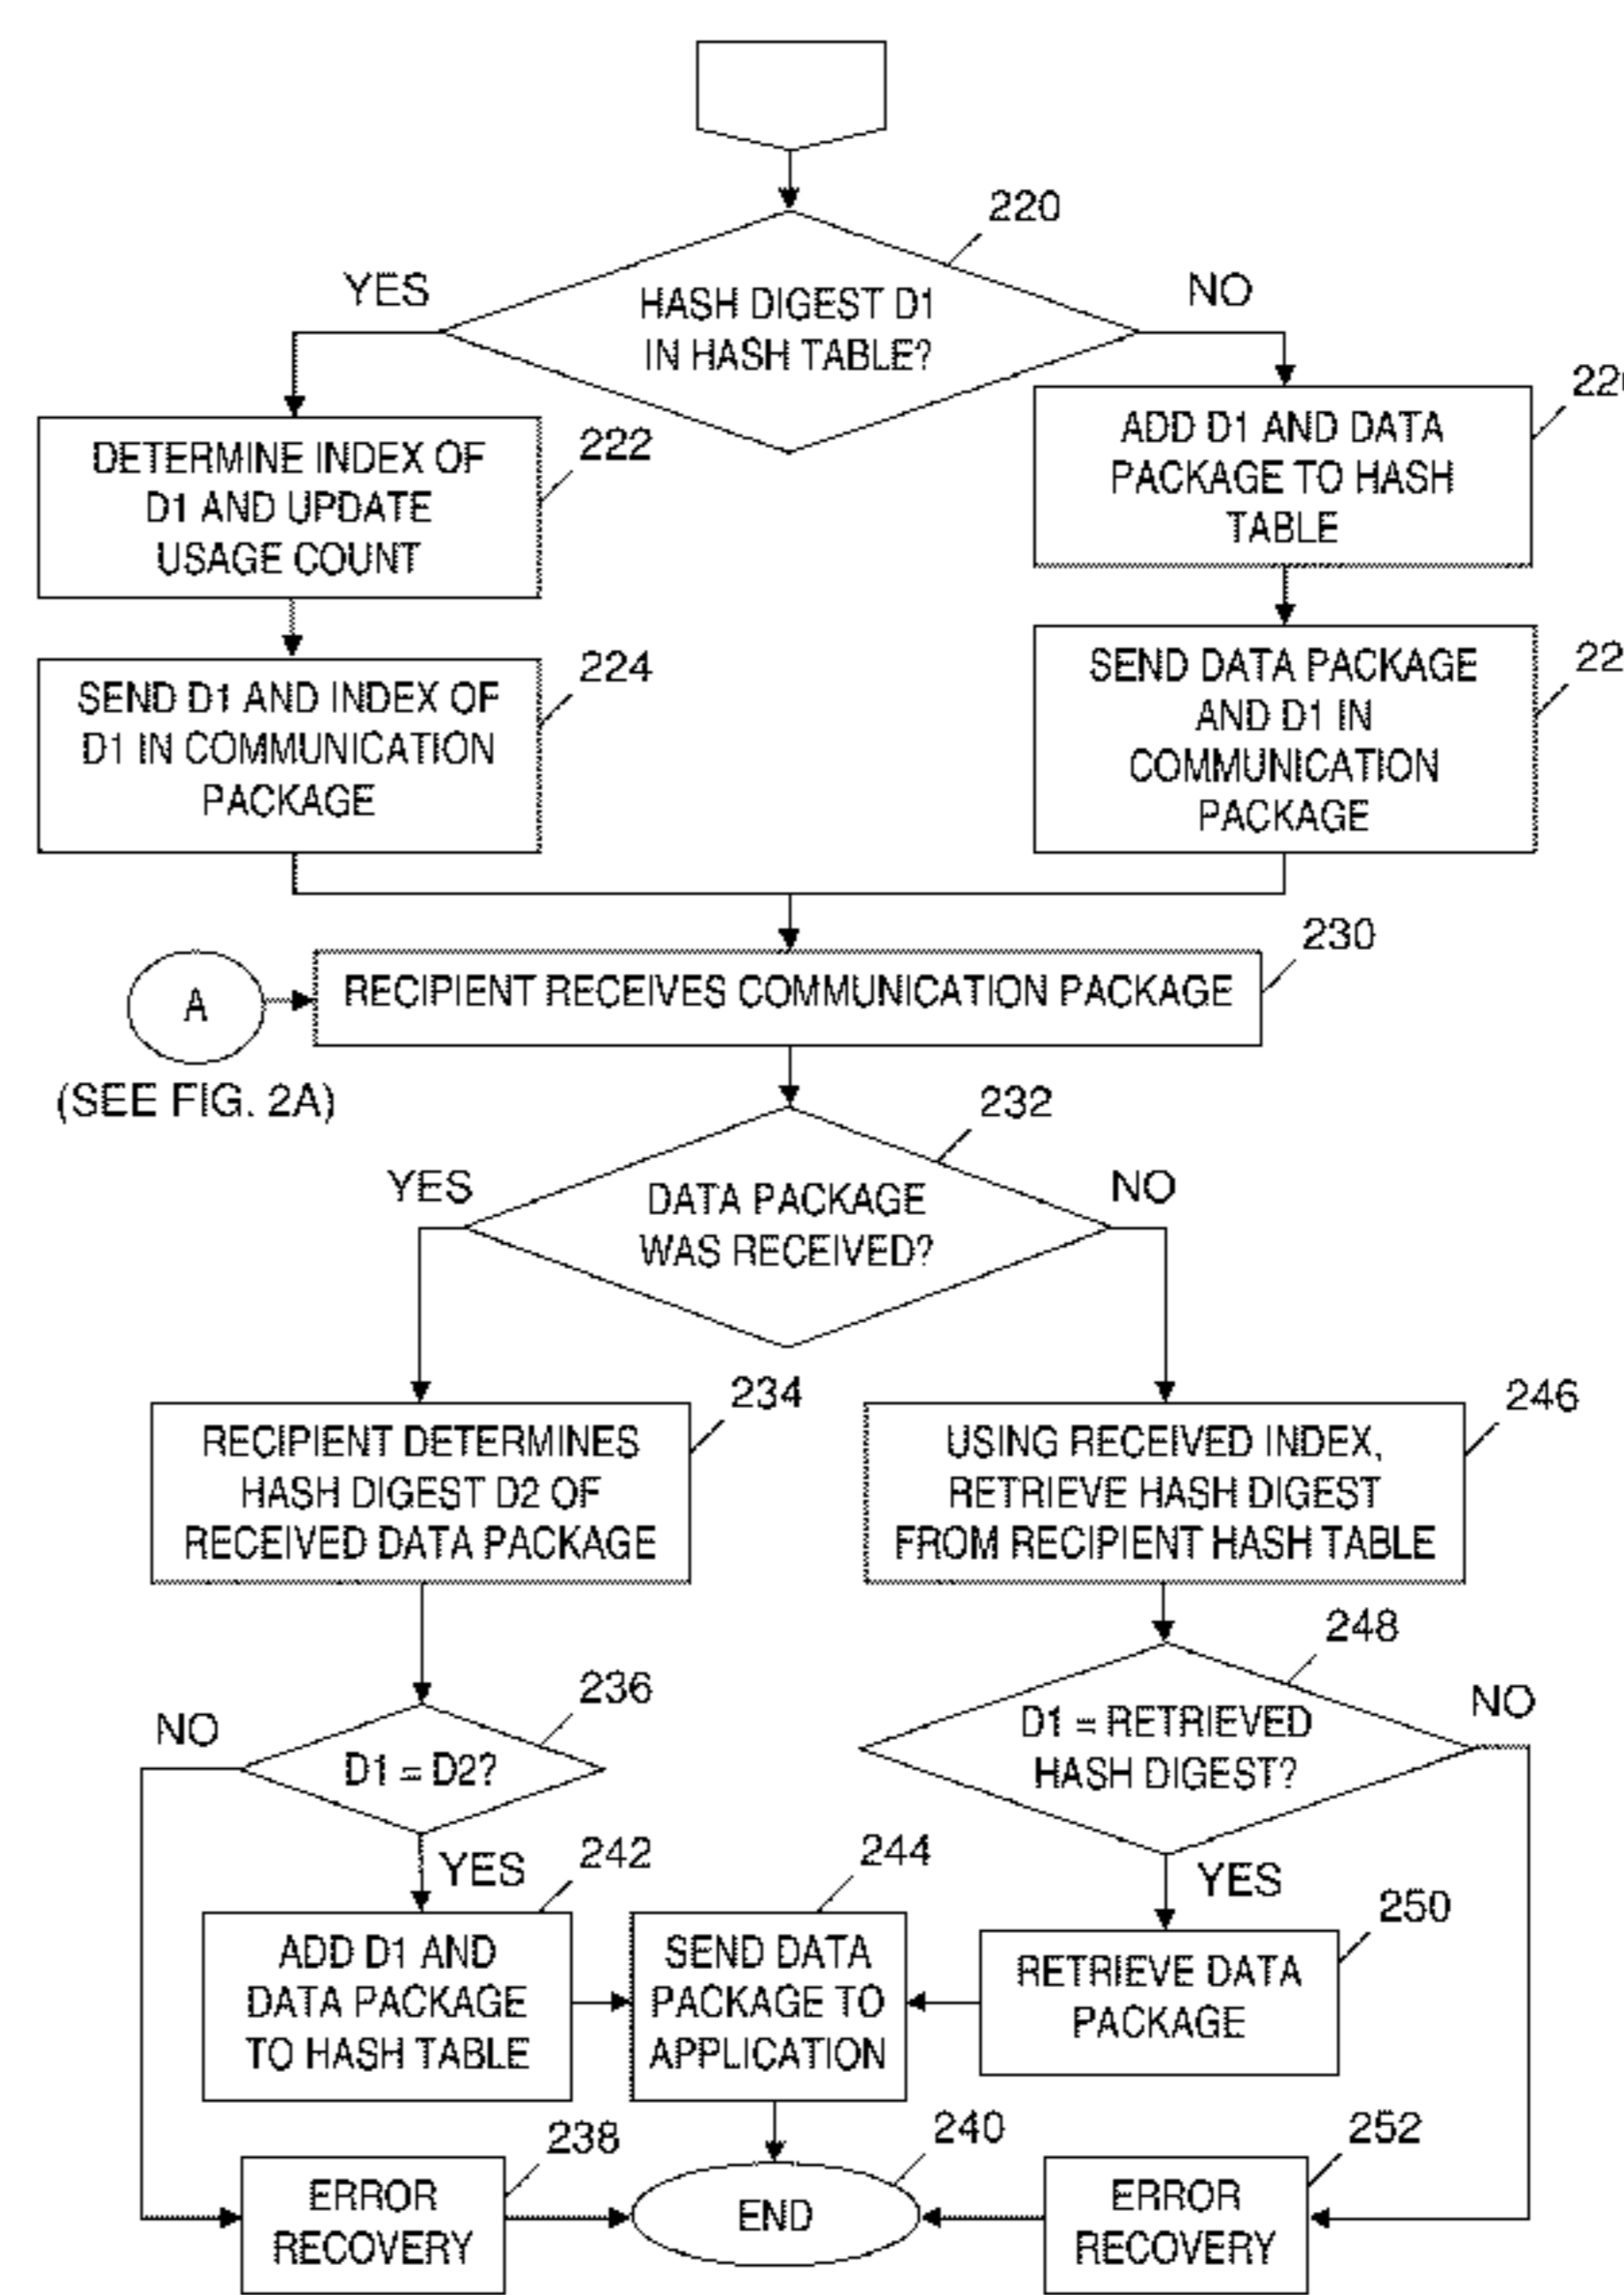 220
YES
NO
HASH DIGEST D1
IN HASH TABLE?
222
DETERMINE INDEX OF
D1 AND UPDATE
USAGE COUNT
ADD D1 AND DATA
PACKAGE TO HASH
TABLE
224
SEND D1 AND INDEX OF
D1 IN COMMUNICATION
PACKAGE
SEND DATA PACKAGE
AND D1 IN
COMMUNICATION
PACKAGE
230
A
RECIPIENT RECEIVES COMMUNICATION PACKAGE
(SEE FIG. 2A)
232
YES
NO
DATA PACKAGE
WAS RECEIVED?
234
RECIPIENT DETERMINES
HASH DIGEST D2 OF
RECEIVED DATA PACKAGE
246
USING RECEIVED INDEX,
RETRIEVE HASH DIGEST
FROM RECIPIENT HASH TABLE
236
NO
D1 = D2?
YES
248
NO
D1 = RETRIEVED
HASH DIGEST?
YES
242
ADD D1 AND
DATA PACKAGE
TO HASH TABLE
244
SEND DATA
PACKAGE TO
APPLICATION
250
RETRIEVE DATA
PACKAGE
238
ERROR
RECOVERY
240
END
252
ERROR
RECOVERY